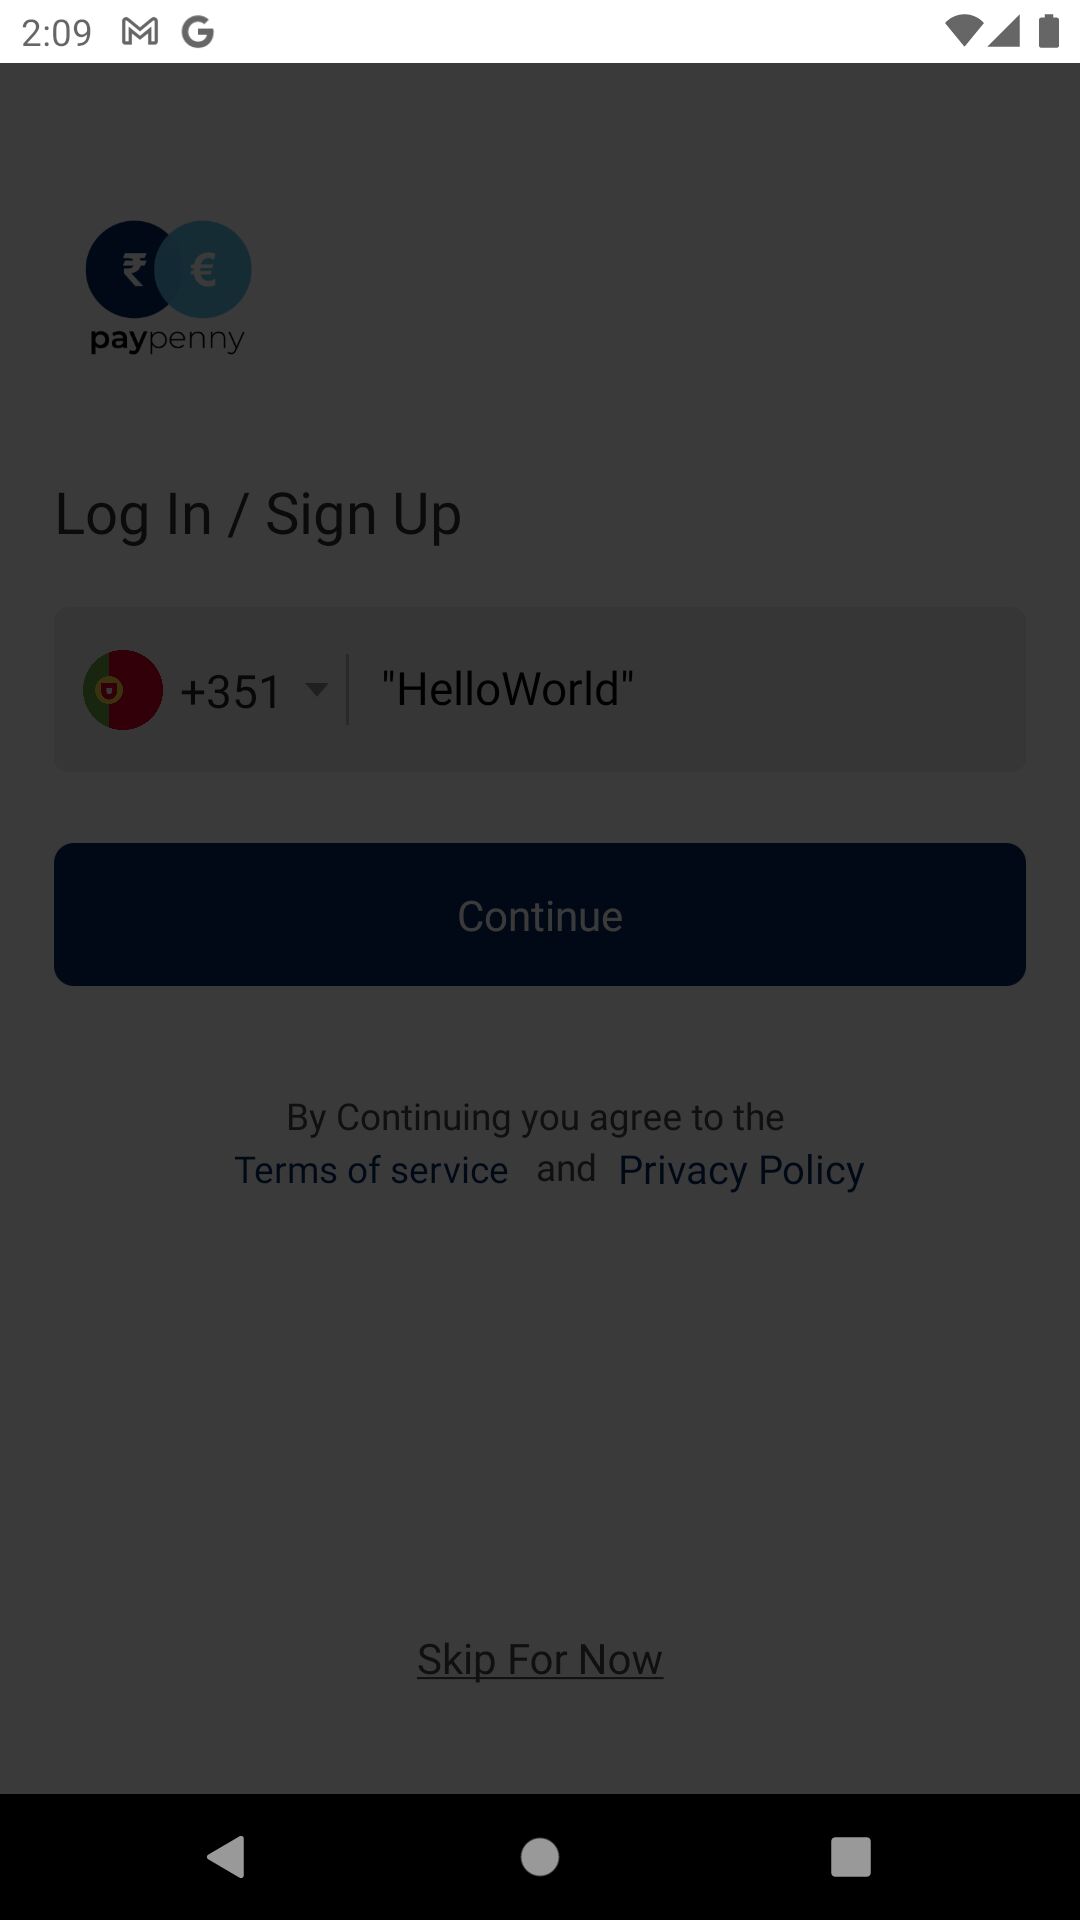 2:09
₹ €
paypenny
Log In / Sign Up
+351 "HelloWorld"
Continue
By Continuing you agree to the
Terms of service and Privacy Policy
Skip For Now